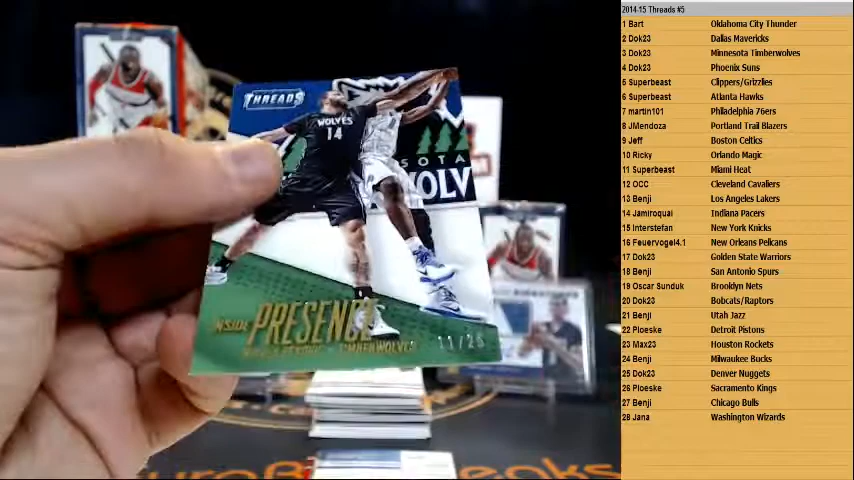 THREADS
WOLVES
14
SOTA
WOLV
INSIDE PRESENCE
TIMBERWOLVES
11/25
2014-15 Threads #5
1 Bart Oklahoma City Thunder
2 Dok23 Dallas Mavericks
3 Dok23 Minnesota Timberwolves
4 Dok23 Phoenix Suns
5 Superbeast Clippers/Grizzlies
6 Superbeast Atlanta Hawks
7 martin101 Philadelphia 76ers
8 JMendoza Portland Trail Blazers
9 Jeff Boston Celtics
10 Ricky Orlando Magic
11 Superbeast Miami Heat
12 OCC Cleveland Cavaliers
13 Benji Los Angeles Lakers
14 Jamiroquai Indiana Pacers
15 Interstefan New York Knicks
16 Feuervogel4.1 New Orleans Pelicans
17 Dok23 Golden State Warriors
18 Benji San Antonio Spurs
19 Oscar Sunduk Brooklyn Nets
20 Dok23 Bobcats/Raptors
21 Benji Utah Jazz
22 Ploeske Detroit Pistons
23 Max23 Houston Rockets
24 Benji Milwaukee Bucks
25 Dok23 Denver Nuggets
26 Ploeske Sacramento Kings
27 Benji Chicago Bulls
28 Jana Washington Wizards